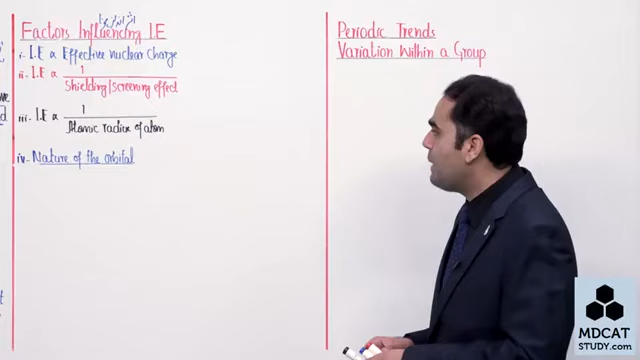 Factors Influencing I.E
i- I.E ∝ Effective nuclear charge
ii- I.E ∝ 1
Shielding/screening effect
iii- I.E ∝ 1
Atomic radius of atom
iv- Nature of the orbital
Periodic Trends
Variation Within a Group
MDCAT
STUDY.com